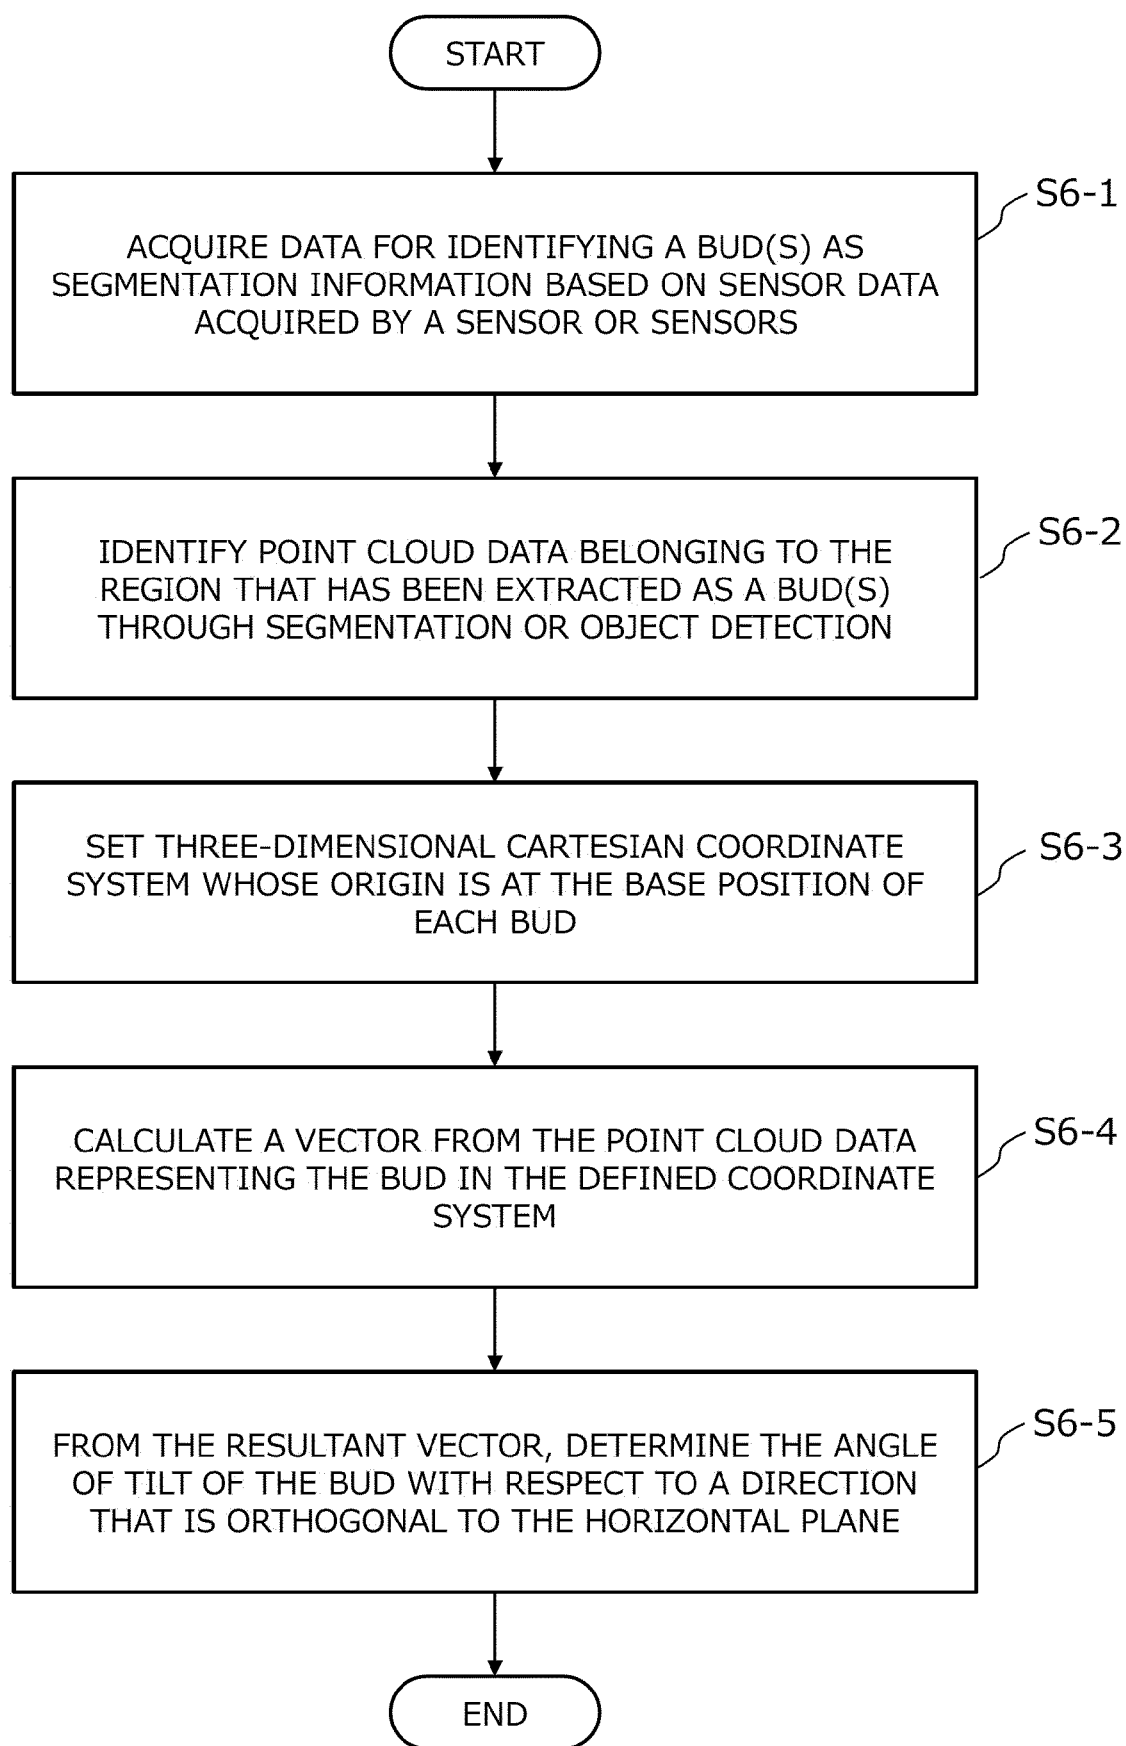 START
S6-1
ACQUIRE DATA FOR IDENTIFYING A BUD(S) AS
SEGMENTATION INFORMATION BASED ON SENSOR DATA
ACQUIRED BY A SENSOR OR SENSORS
S6-2
IDENTIFY POINT CLOUD DATA BELONGING TO THE
REGION THAT HAS BEEN EXTRACTED AS A BUD(S)
THROUGH SEGMENTATION OR OBJECT DETECTION
S6-3
SET THREE-DIMENSIONAL CARTESIAN COORDINATE
SYSTEM WHOSE ORIGIN IS AT THE BASE POSITION OF
EACH BUD
S6-4
CALCULATE A VECTOR FROM THE POINT CLOUD DATA
REPRESENTING THE BUD IN THE DEFINED COORDINATE
SYSTEM
S6-5
FROM THE RESULTANT VECTOR, DETERMINE THE ANGLE
OF TILT OF THE BUD WITH RESPECT TO A DIRECTION
THAT IS ORTHOGONAL TO THE HORIZONTAL PLANE
END